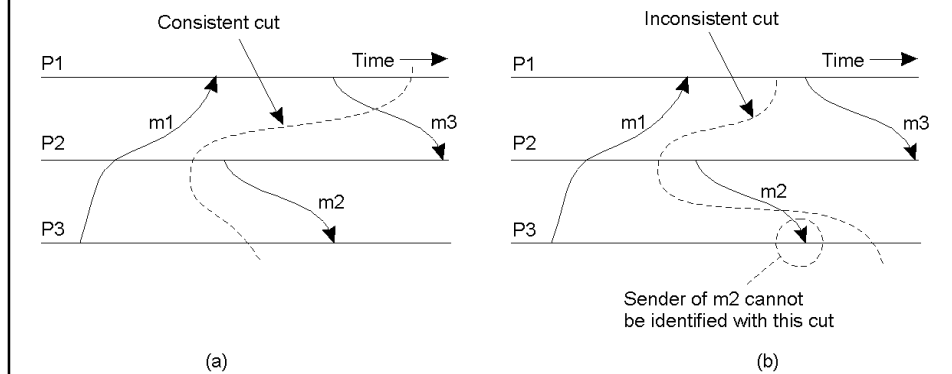 Consistent cut
P1
Time
m1
m3
P2
m2
P3
(a)
Inconsistent cut
P1
Time
m1
m3
P2
m2
P3
Sender of m2 cannot
be identified with this cut
(b)